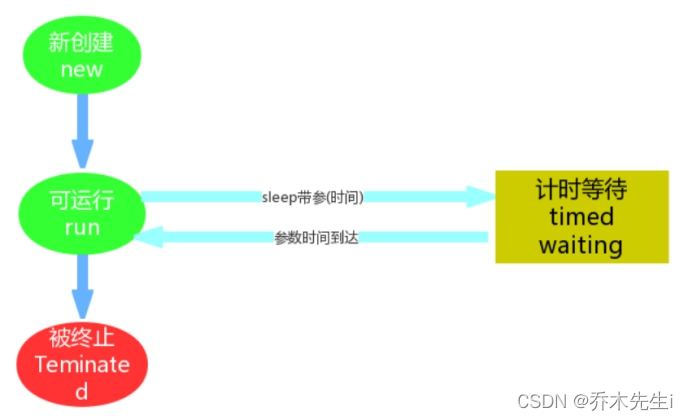 新创建
new
可运行
run
sleep带参(时间)
参数时间到达
计时等待
timed
waiting
被终止
Teminate
d
CSDN @乔木先生i